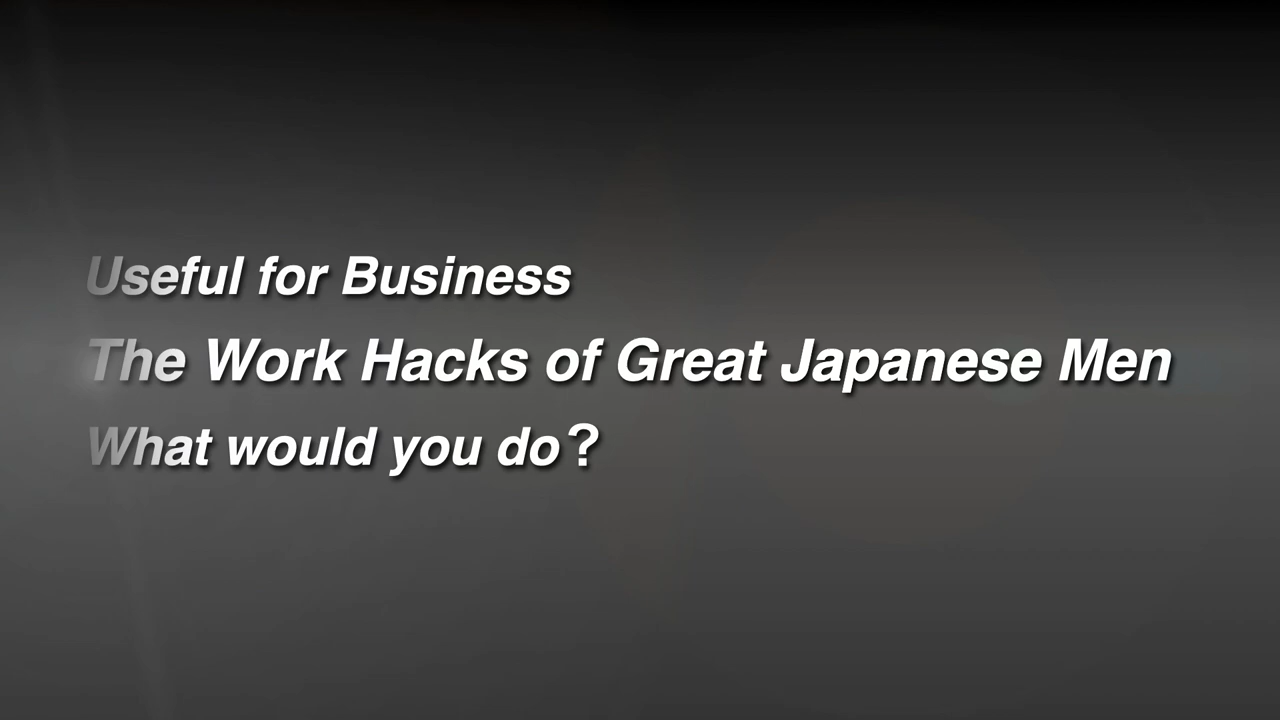 Useful for Business
The Work Hacks of Great Japanese Men
What would you do？